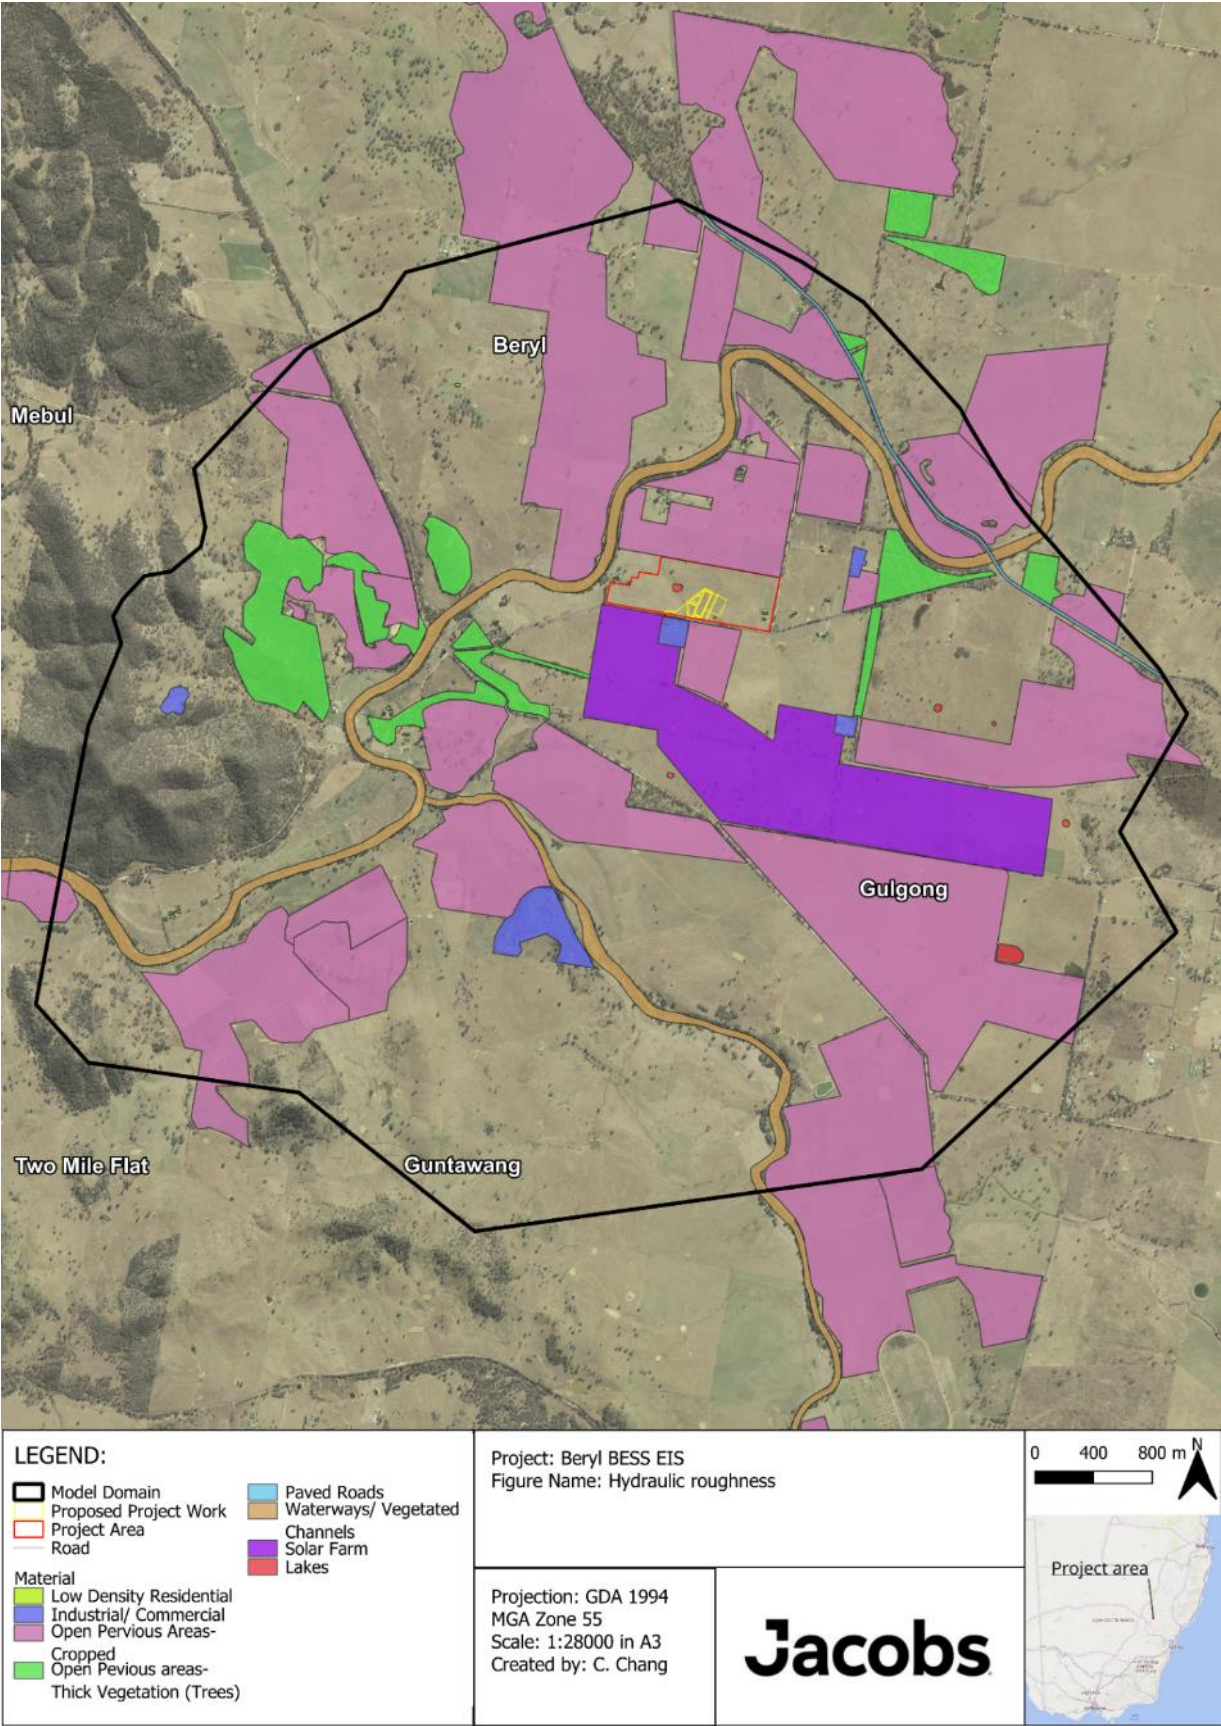 Beryl
Mebul
Gulgong
Two Mile Flat
Guntawang
LEGEND:
Model Domain
Proposed Project Work
Project Area
Road
Material
Low Density Residential
Industrial/ Commercial
Open Pervious Areas-
Cropped
Open Pevious areas-
Thick Vegetation (Trees)
Paved Roads
Waterways/ Vegetated
Channels
Solar Farm
Lakes
Project: Beryl BESS EIS
Figure Name: Hydraulic roughness
Projection: GDA 1994
MGA Zone 55
Scale: 1:28000 in A3
Created by: C. Chang
Jacobs
0 400 800 m
N
Project area